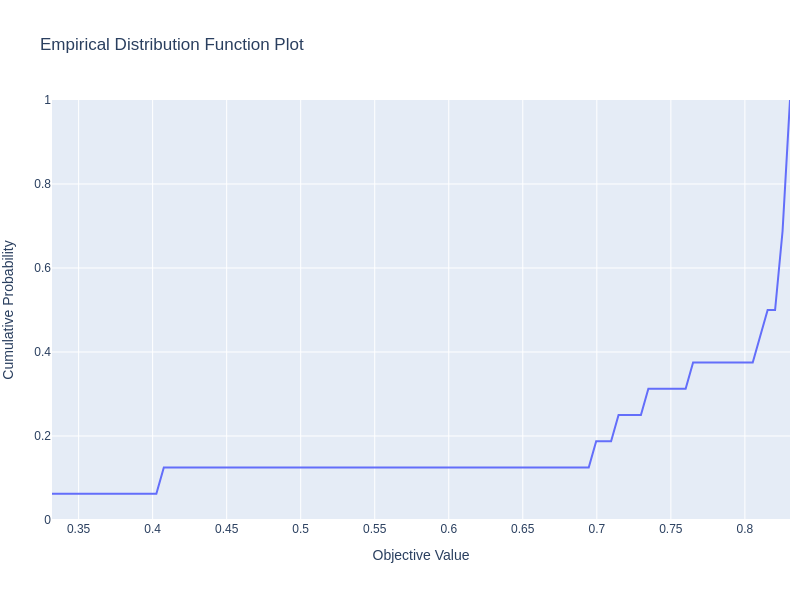 Empirical Distribution Function Plot
1
0.8
0.6
0.4
0.2
0
Cumulative Probability
0.35 0.4 0.45 0.5 0.55 0.6 0.65 0.7 0.75 0.8
Objective Value